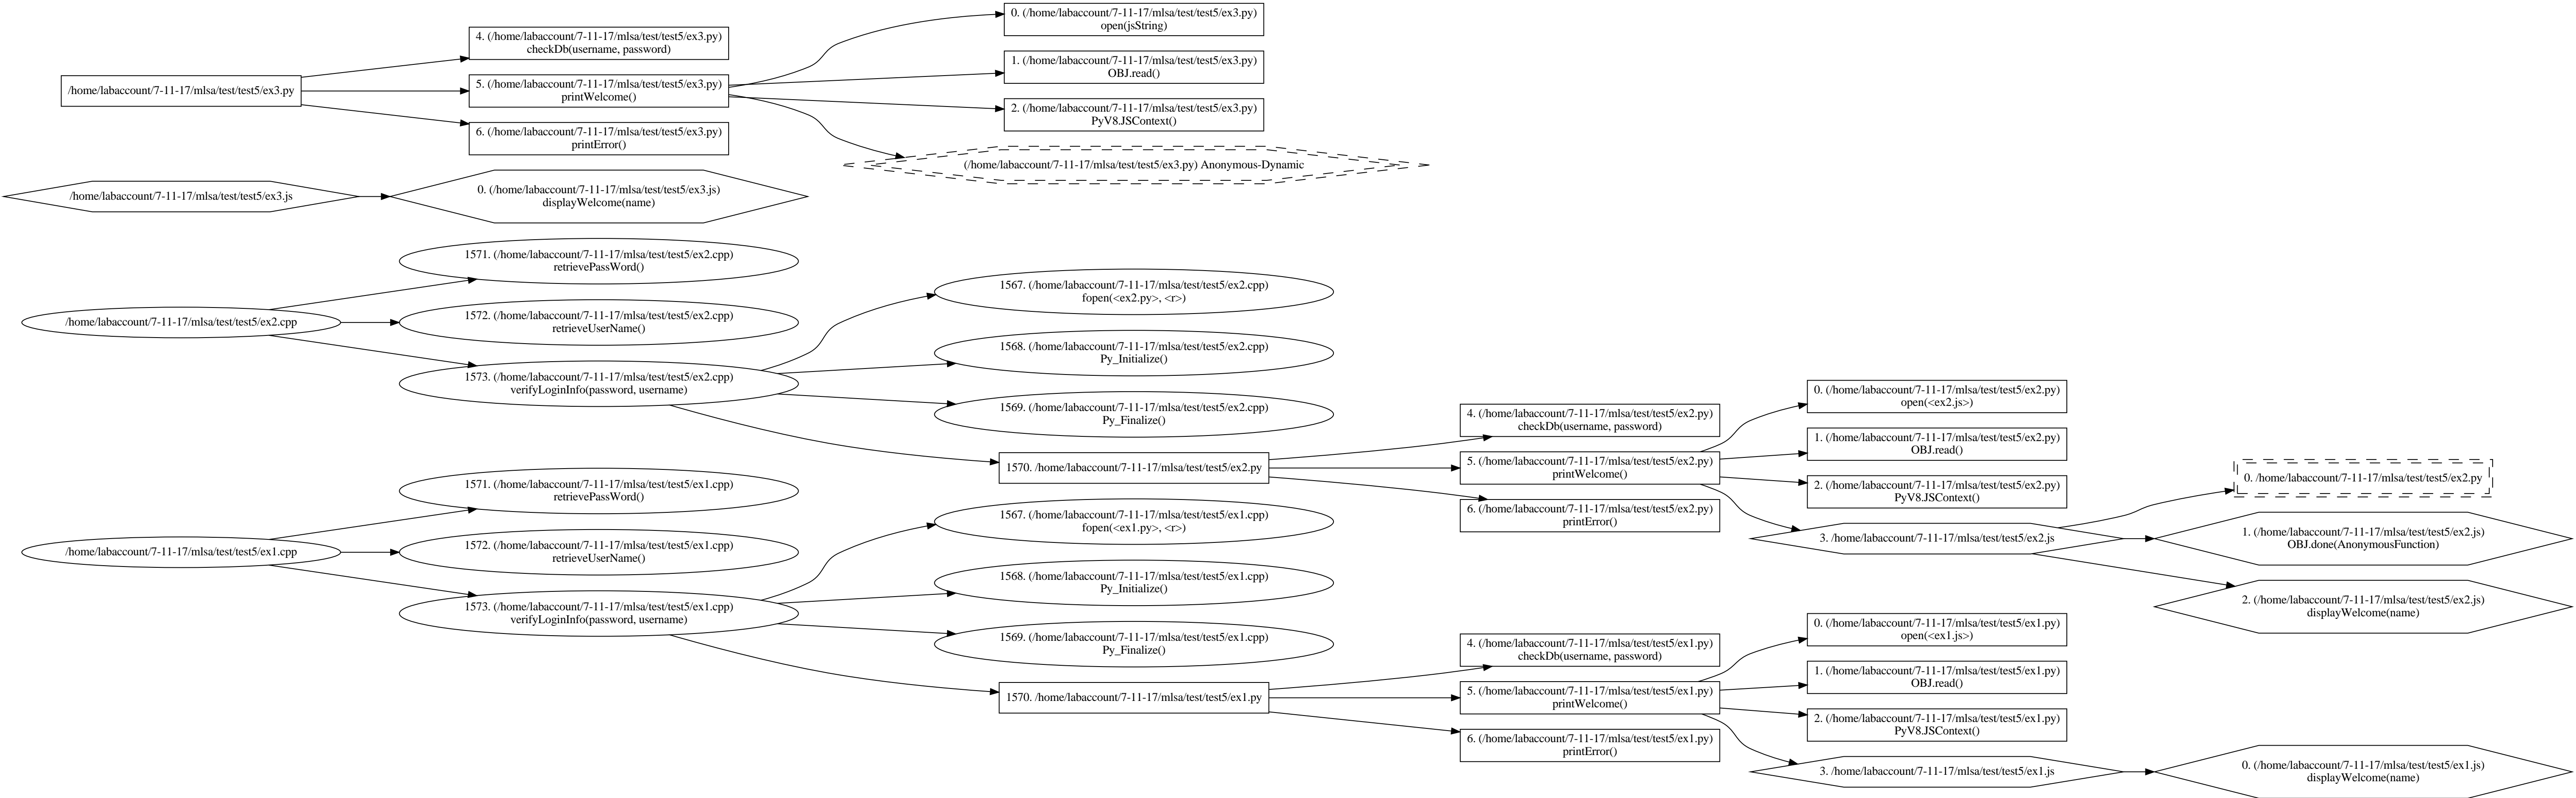 /home/labaccount/7-11-17/mlsa/test/test5/ex3.py
4. (/home/labaccount/7-11-17/mlsa/test/test5/ex3.py)
checkDb(username, password)
5. (/home/labaccount/7-11-17/mlsa/test/test5/ex3.py)
printWelcome()
6. (/home/labaccount/7-11-17/mlsa/test/test5/ex3.py)
printError()
0. (/home/labaccount/7-11-17/mlsa/test/test5/ex3.py)
open(jsString)
1. (/home/labaccount/7-11-17/mlsa/test/test5/ex3.py)
OBJ.read()
2. (/home/labaccount/7-11-17/mlsa/test/test5/ex3.py)
PyV8.JSContext()
(/home/labaccount/7-11-17/mlsa/test/test5/ex3.py) Anonymous-Dynamic
/home/labaccount/7-11-17/mlsa/test/test5/ex3.js
0. (/home/labaccount/7-11-17/mlsa/test/test5/ex3.js)
displayWelcome(name)
/home/labaccount/7-11-17/mlsa/test/test5/ex2.cpp
1571. (/home/labaccount/7-11-17/mlsa/test/test5/ex2.cpp)
retrievePassWord()
1572. (/home/labaccount/7-11-17/mlsa/test/test5/ex2.cpp)
retrieveUserName()
1573. (/home/labaccount/7-11-17/mlsa/test/test5/ex2.cpp)
verifyLoginInfo(password, username)
1567. (/home/labaccount/7-11-17/mlsa/test/test5/ex2.cpp)
fopen(<ex2.py>, <r>)
1568. (/home/labaccount/7-11-17/mlsa/test/test5/ex2.cpp)
Py_Initialize()
1569. (/home/labaccount/7-11-17/mlsa/test/test5/ex2.cpp)
Py_Finalize()
1570. /home/labaccount/7-11-17/mlsa/test/test5/ex2.py
4. (/home/labaccount/7-11-17/mlsa/test/test5/ex2.py)
checkDb(username, password)
5. (/home/labaccount/7-11-17/mlsa/test/test5/ex2.py)
printWelcome()
6. (/home/labaccount/7-11-17/mlsa/test/test5/ex2.py)
printError()
0. (/home/labaccount/7-11-17/mlsa/test/test5/ex2.py)
open(<ex2.js>)
1. (/home/labaccount/7-11-17/mlsa/test/test5/ex2.py)
OBJ.read()
2. (/home/labaccount/7-11-17/mlsa/test/test5/ex2.py)
PyV8.JSContext()
3. /home/labaccount/7-11-17/mlsa/test/test5/ex2.js
0. /home/labaccount/7-11-17/mlsa/test/test5/ex2.py
1. (/home/labaccount/7-11-17/mlsa/test/test5/ex2.js)
OBJ.done(AnonymousFunction)
2. (/home/labaccount/7-11-17/mlsa/test/test5/ex2.js)
displayWelcome(name)
/home/labaccount/7-11-17/mlsa/test/test5/ex1.cpp
1571. (/home/labaccount/7-11-17/mlsa/test/test5/ex1.cpp)
retrievePassWord()
1572. (/home/labaccount/7-11-17/mlsa/test/test5/ex1.cpp)
retrieveUserName()
1573. (/home/labaccount/7-11-17/mlsa/test/test5/ex1.cpp)
verifyLoginInfo(password, username)
1567. (/home/labaccount/7-11-17/mlsa/test/test5/ex1.cpp)
fopen(<ex1.py>, <r>)
1568. (/home/labaccount/7-11-17/mlsa/test/test5/ex1.cpp)
Py_Initialize()
1569. (/home/labaccount/7-11-17/mlsa/test/test5/ex1.cpp)
Py_Finalize()
1570. /home/labaccount/7-11-17/mlsa/test/test5/ex1.py
4. (/home/labaccount/7-11-17/mlsa/test/test5/ex1.py)
checkDb(username, password)
5. (/home/labaccount/7-11-17/mlsa/test/test5/ex1.py)
printWelcome()
6. (/home/labaccount/7-11-17/mlsa/test/test5/ex1.py)
printError()
0. (/home/labaccount/7-11-17/mlsa/test/test5/ex1.py)
open(<ex1.js>)
1. (/home/labaccount/7-11-17/mlsa/test/test5/ex1.py)
OBJ.read()
2. (/home/labaccount/7-11-17/mlsa/test/test5/ex1.py)
PyV8.JSContext()
3. /home/labaccount/7-11-17/mlsa/test/test5/ex1.js
0. (/home/labaccount/7-11-17/mlsa/test/test5/ex1.js)
displayWelcome(name)